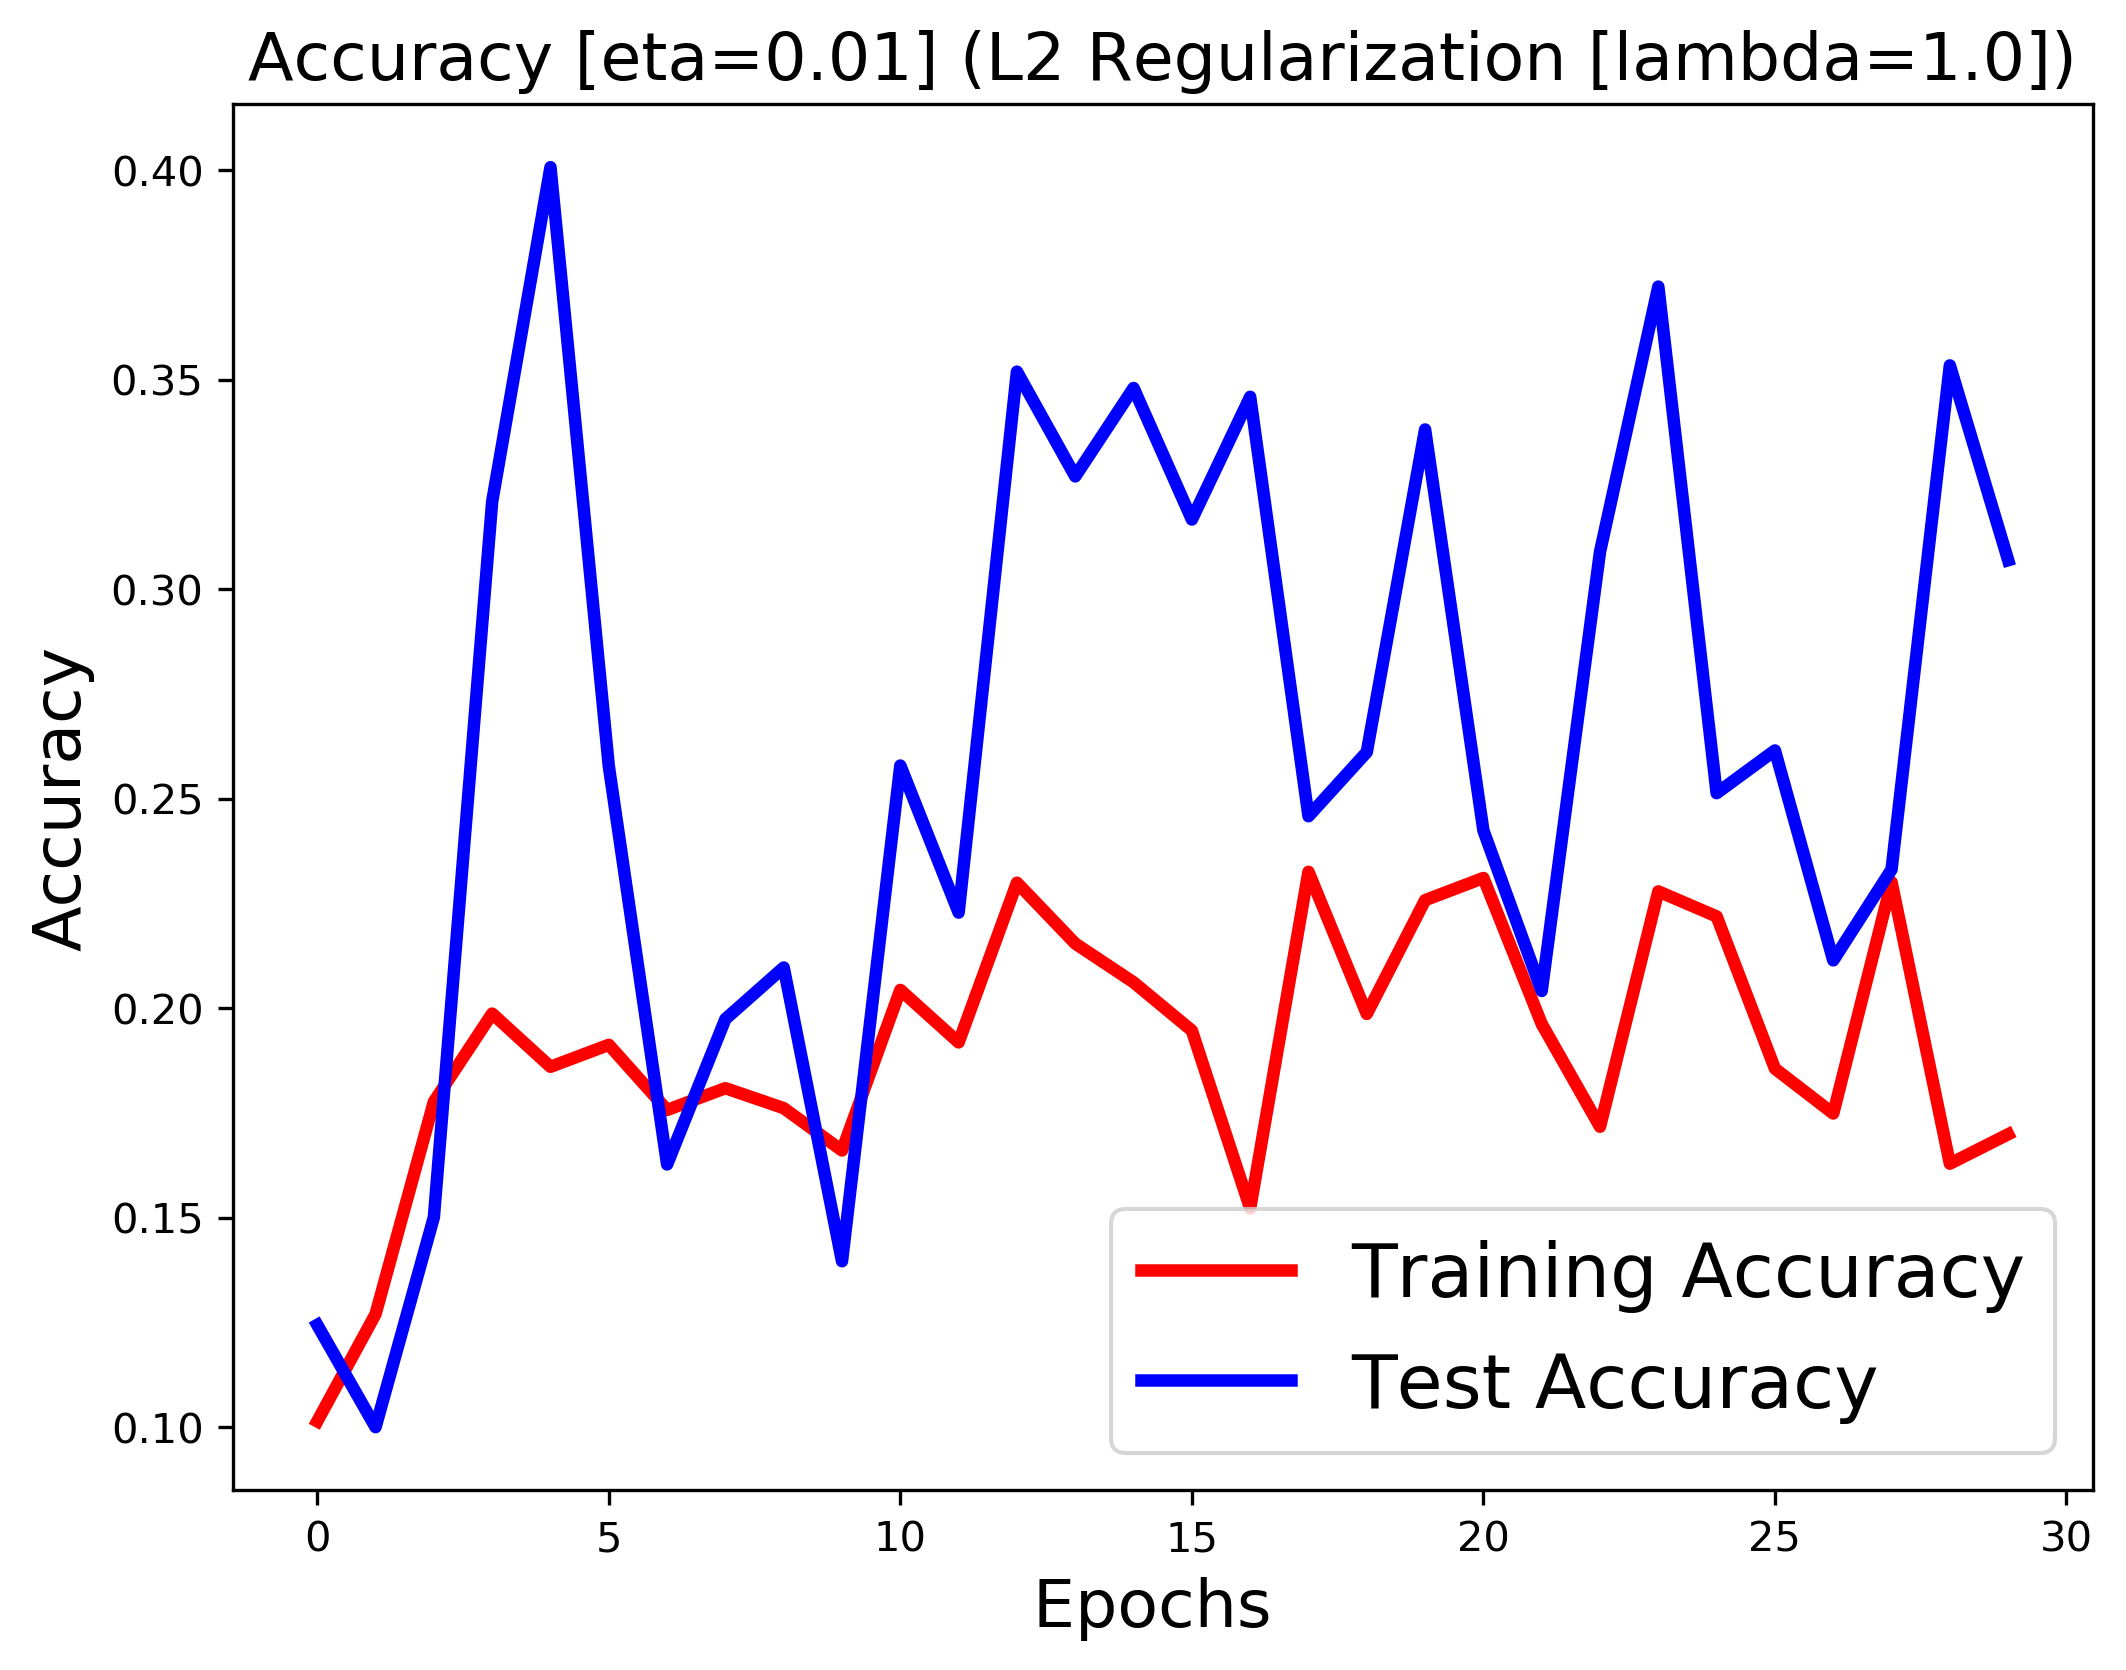 Accuracy [eta=0.01] (L2 Regularization [lambda=1.0])
0.40
0.35
0.30
0.25
0.20
0.15
0.10
Accuracy
Training Accuracy
Test Accuracy
0 5 10 15 20 25 30
Epochs